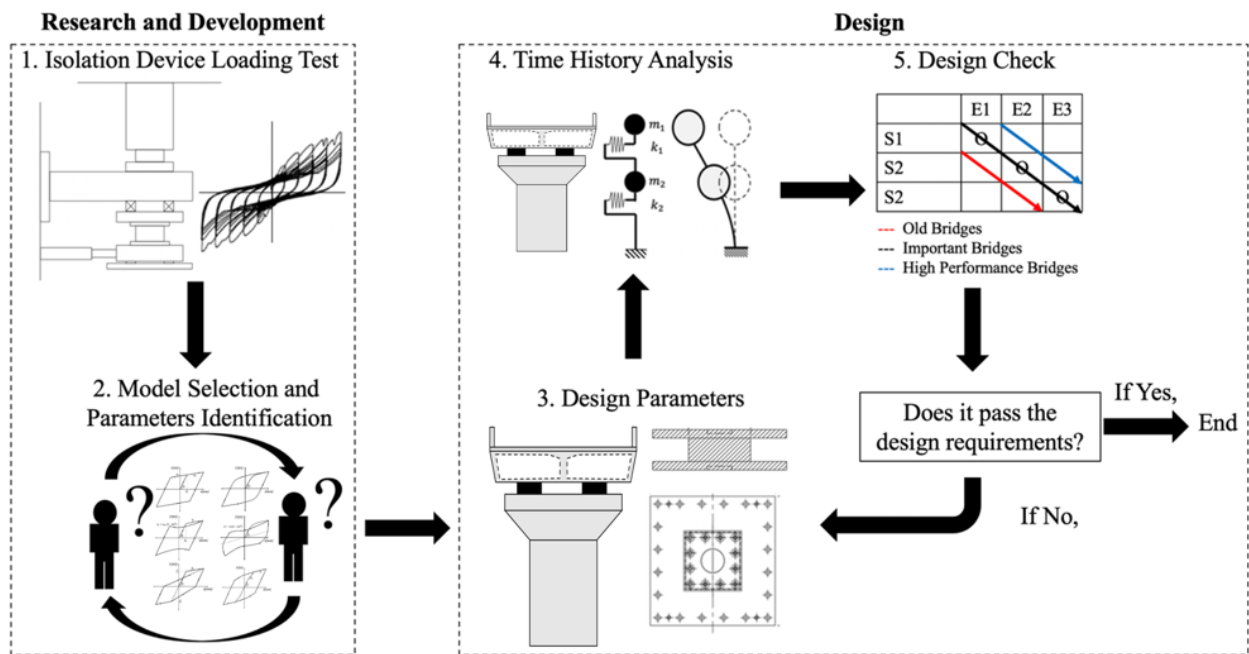 Research and Development
Design
1. Isolation Device Loading Test
4. Time History Analysis
5. Design Check
m₁
k₁
m₂
k₂
E1 E2 E3
S1 O
S2 O
S2 O
Old Bridges
Important Bridges
High Performance Bridges
2. Model Selection and
Parameters Identification
? ?
3. Design Parameters
Does it pass the
design requirements?
If Yes,
End
If No,